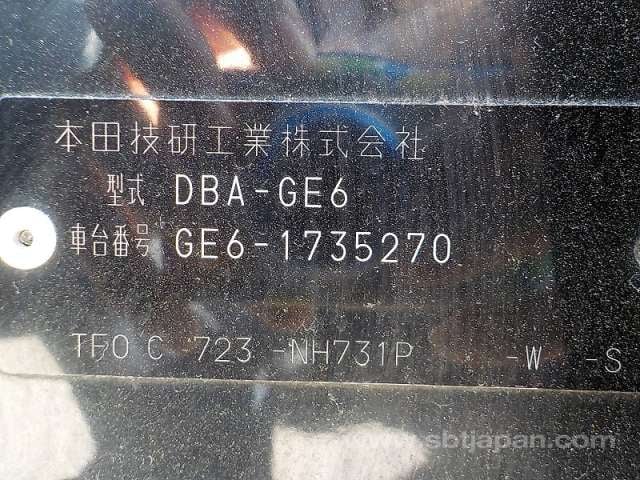 本田技研工業株式会社
型式 DBA-GE6
車台番号 GE6-1735270
TF0 C 723 -NH731P -W -S
www.sbtjapan.com